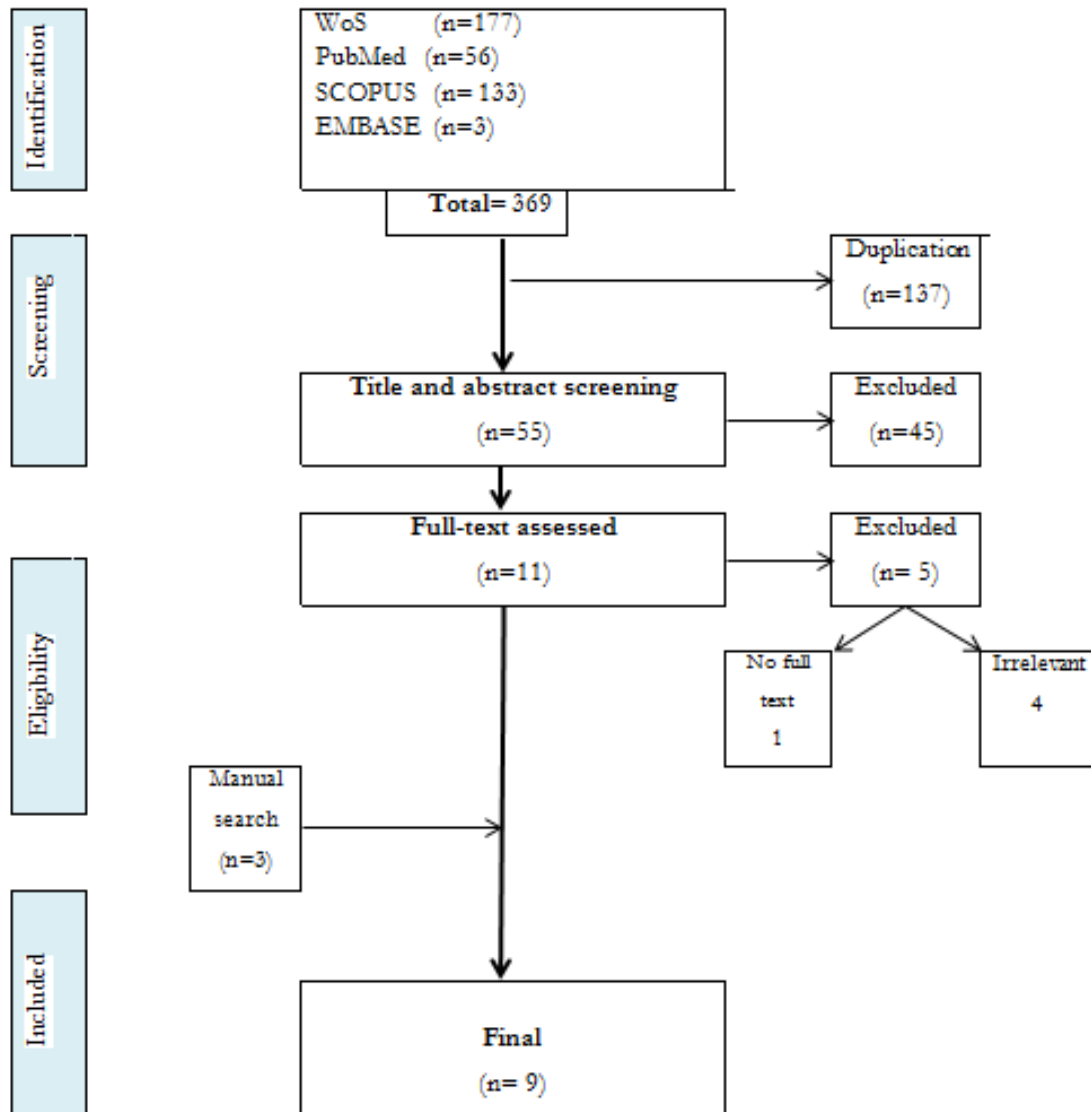 Identification
WoS (n=177)
PubMed (n=56)
SCOPUS (n= 133)
EMBASE (n=3)
Total= 369
Screening
Duplication
(n=137)
Title and abstract screening
(n=55)
Excluded
(n=45)
Eligibility
Full-text assessed
(n=11)
Excluded
(n= 5)
No full
text
1
Irrelevant
4
Manual
search
(n=3)
Included
Final
(n= 9)